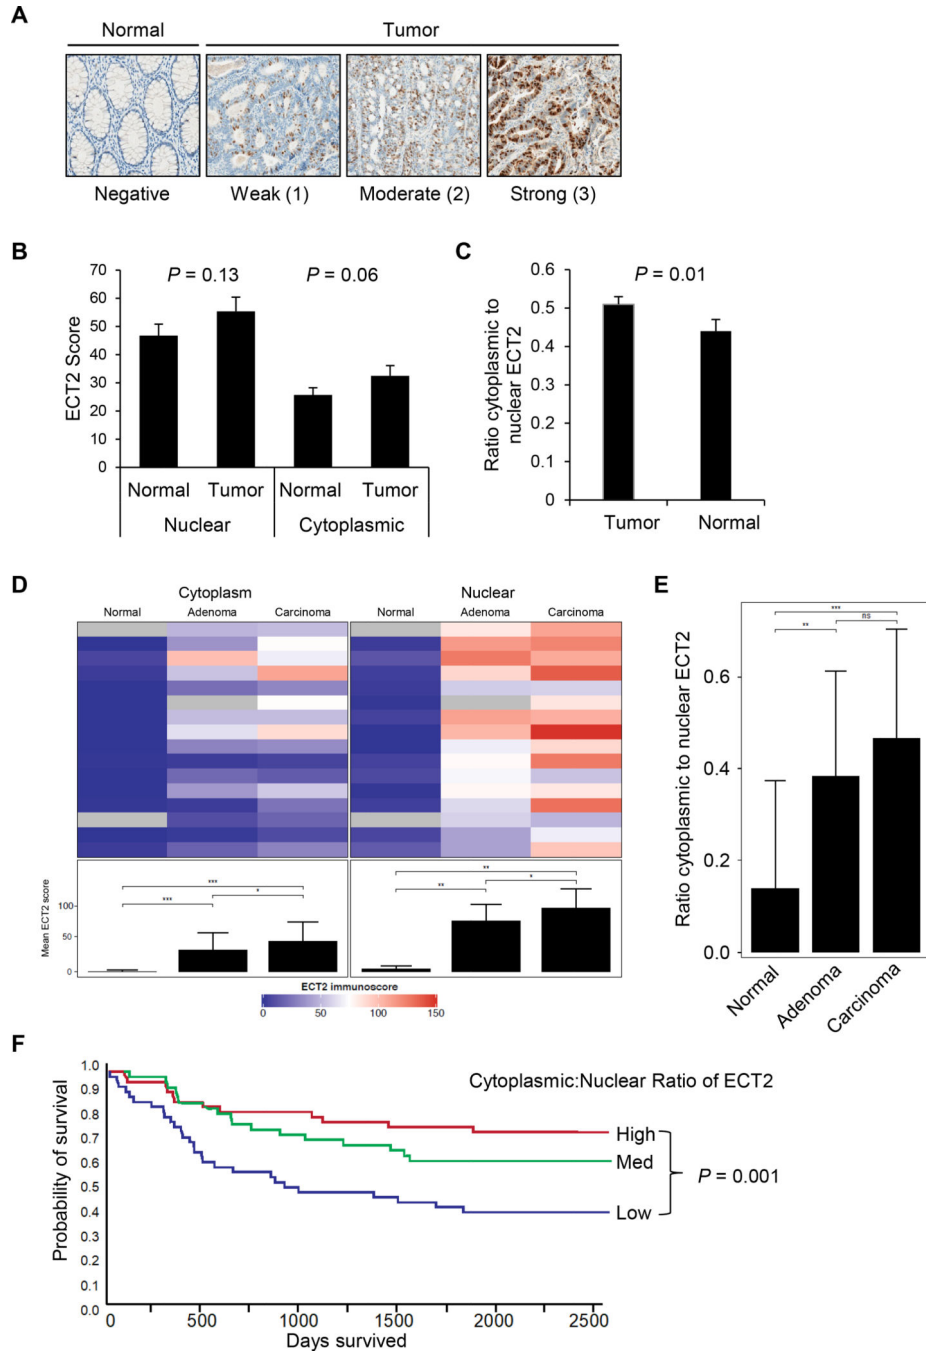 A
Normal Tumor
Negative Weak (1) Moderate (2) Strong (3)
B
P = 0.13 P = 0.06
ECT2 Score
70
60
50
40
30
20
10
0
Normal Tumor Normal Tumor
Nuclear Cytoplasmic
C
P = 0.01
Ratio cytoplasmic to
nuclear ECT2
0.6
0.5
0.4
0.3
0.2
0.1
0
Tumor Normal
D
Cytoplasm Nuclear
Normal Adenoma Carcinoma Normal Adenoma Carcinoma
Mean ECT2 score
100
50
0
***
***
*
**
**
*
ECT2 immunoscore
0 50 100 150
E
Ratio cytoplasmic to nuclear ECT2
***
**
ns
0.6
0.4
0.2
0.0
Normal Adenoma Carcinoma
F
Cytoplasmic:Nuclear Ratio of ECT2
Probability of survival
1.0
0.9
0.8
0.7
0.6
0.5
0.4
0.3
0.2
0.1
0.0
High
Med
Low
P = 0.001
0 500 1000 1500 2000 2500
Days survived